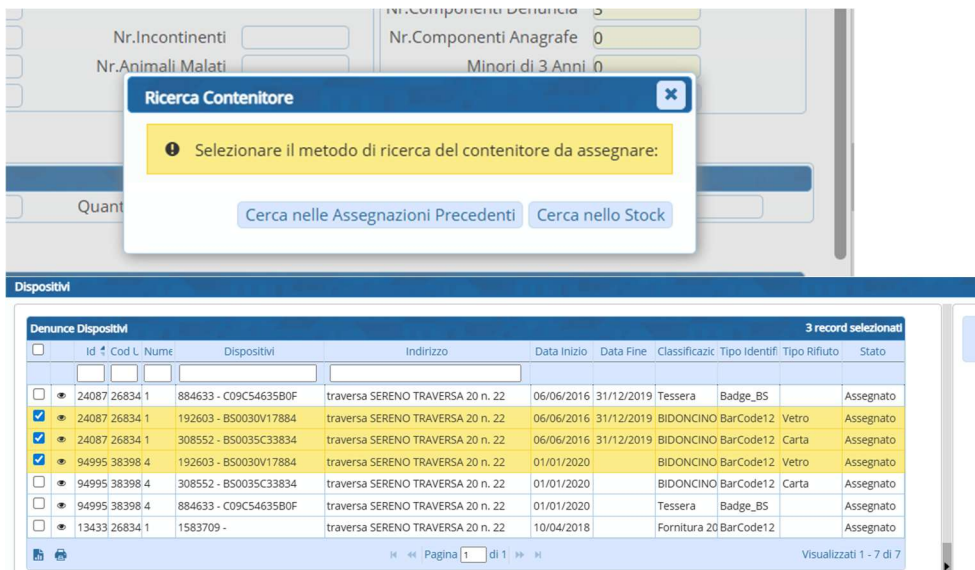 Nr.Componenti Denuncia 3
Nr.Incontinenti Nr.Componenti Anagrafe 0
Nr.Animali Malati Minori di 3 Anni 0
Ricerca Contenitore
Selezionare il metodo di ricerca del contenitore da assegnare:
Quant
Cerca nelle Assegnazioni Precedenti Cerca nello Stock
Dispositivi
Denunce Dispositivi 3 record selezionati
Id Cod U Nume Dispositivi Indirizzo Data Inizio Data Fine Classificazic Tipo Identifi Tipo Rifiuto Stato
24087 26834 1 884633 - C09C54635B0F traversa SERENO TRAVERSA 20 n. 22 06/06/2016 31/12/2019 Tessera Badge_BS Assegnato
24087 26834 1 192603 - BS0030V17884 traversa SERENO TRAVERSA 20 n. 22 06/06/2016 31/12/2019 BIDONCINO BarCode12 Vetro Assegnato
24087 26834 1 308552 - BS0035C33834 traversa SERENO TRAVERSA 20 n. 22 06/06/2016 31/12/2019 BIDONCINO BarCode12 Carta Assegnato
94995 38398 4 192603 - BS0030V17884 traversa SERENO TRAVERSA 20 n. 22 01/01/2020 BIDONCINO BarCode12 Vetro Assegnato
94995 38398 4 308552 - BS0035C33834 traversa SERENO TRAVERSA 20 n. 22 01/01/2020 BIDONCINO BarCode12 Carta Assegnato
94995 38398 4 884633 - C09C54635B0F traversa SERENO TRAVERSA 20 n. 22 01/01/2020 Tessera Badge_BS Assegnato
13433 26834 1 1583709 - traversa SERENO TRAVERSA 20 n. 22 10/04/2018 Fornitura 20 BarCode12 Assegnato
Pagina 1 di 1 Visualizzati 1 - 7 di 7